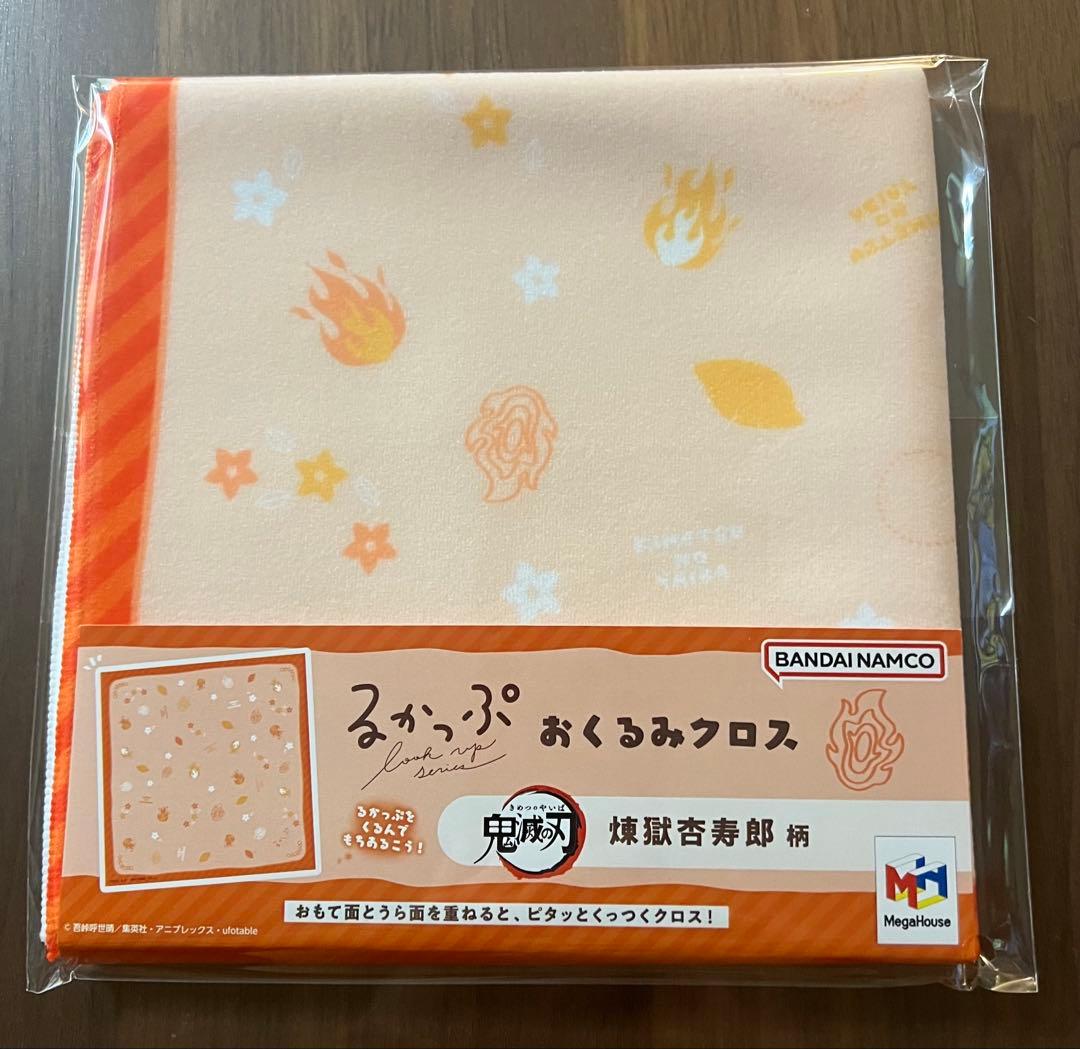 YAIBA
NO
KIMETSU
KIMETSU
NO
YAIBA
BANDAI NAMCO
るかっぷ
look up
series
おくるみクロス
るかっぷを
くるんで
もちあるこう!
きめつのやいば
鬼滅の刃
煉獄杏寿郎 柄
MH
MegaHouse
おもて面とうら面を重ねると、ピタッとくっつくクロス!
©吾峠呼世晴／集英社・アニプレックス・ufotable